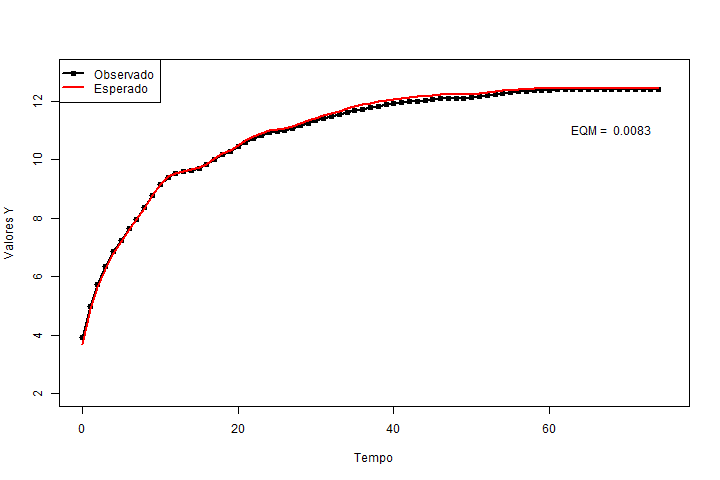 Observado
Esperado
EQM = 0.0083
Valores Y
12
10
8
6
4
2
0
20
40
60
Tempo